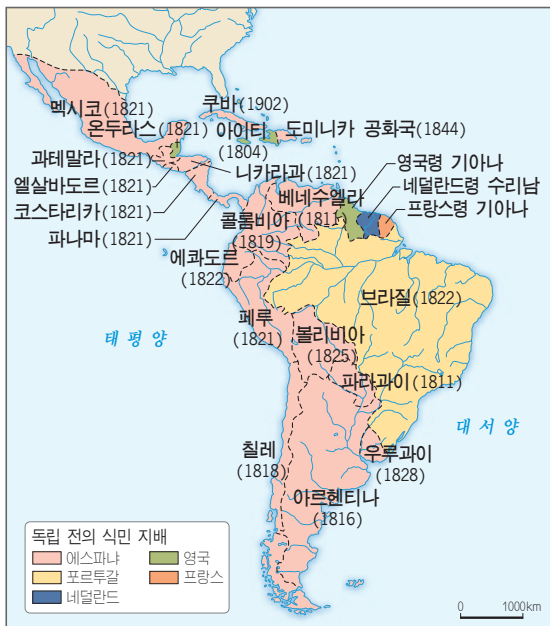 멕시코(1821)
쿠바(1902)
온두라스(1821)
아이티
(1804)
도미니카 공화국(1844)
과테말라(1821)
니카라과(1821)
영국령 기아나
엘살바도르(1821)
네덜란드령 수리남
베네수엘라
(1811)
코스타리카(1821)
프랑스령 기아나
콜롬비아
(1819)
파나마(1821)
에콰도르
(1822)
브라질(1822)
페루
(1821)
태평양
볼리비아
(1825)
파라과이(1811)
대서양
칠레
(1818)
우루과이
(1828)
아르헨티나
(1816)
독립 전의 식민 지배
에스파냐
영국
포르투갈
프랑스
네덜란드
0 1000km